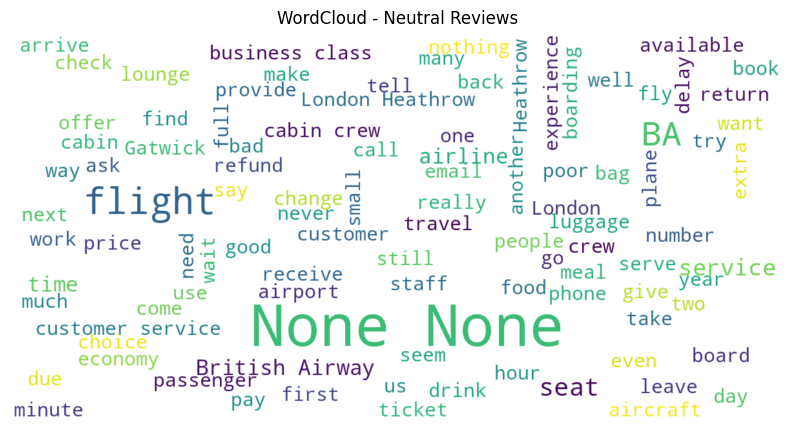 WordCloud - Neutral Reviews
arrive
business class
nothing
available
check
lounge
make
many
experience
boarding
delay
book
provide
tell
back
well
fly
return
London Heathrow
Heathrow
offer
find
full
cabin crew
one
BA
want
cabin
Gatwick
bad
call
airline
another
try
way
ask
refund
email
poor
bag
plane
extra
flight
say
change
small
really
London
next
never
travel
luggage
work
price
need
wait
good
customer
people
crew
number
still
go
time
receive
staff
food
meal
serve
service
much
use
airport
phone
give
year
come
two
customer service
None None
take
choice
economy
British Airway
seem
even
board
due
passenger
us
drink
hour
seat
leave
minute
pay
first
ticket
aircraft
day